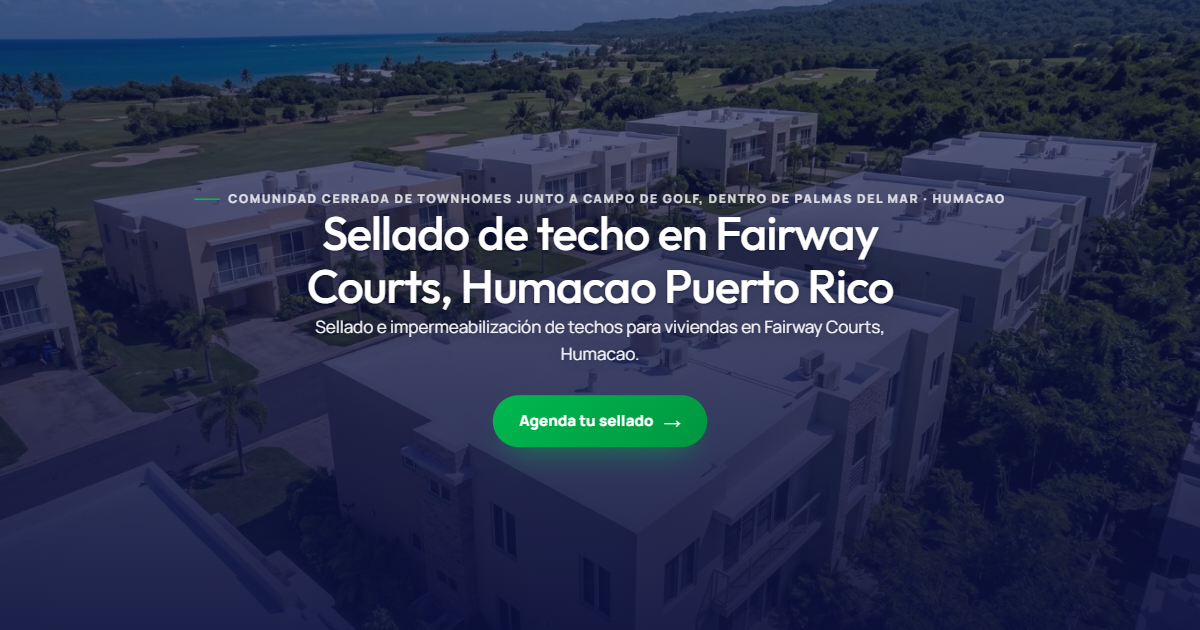 COMUNIDAD CERRADA DE TOWNHOMES JUNTO A CAMPO DE GOLF, DENTRO DE PALMAS DEL MAR · HUMACAO
Sellado de techo en Fairway
Courts, Humacao Puerto Rico
Sellado e impermeabilización de techos para viviendas en Fairway Courts,
Humacao.
Agenda tu sellado →